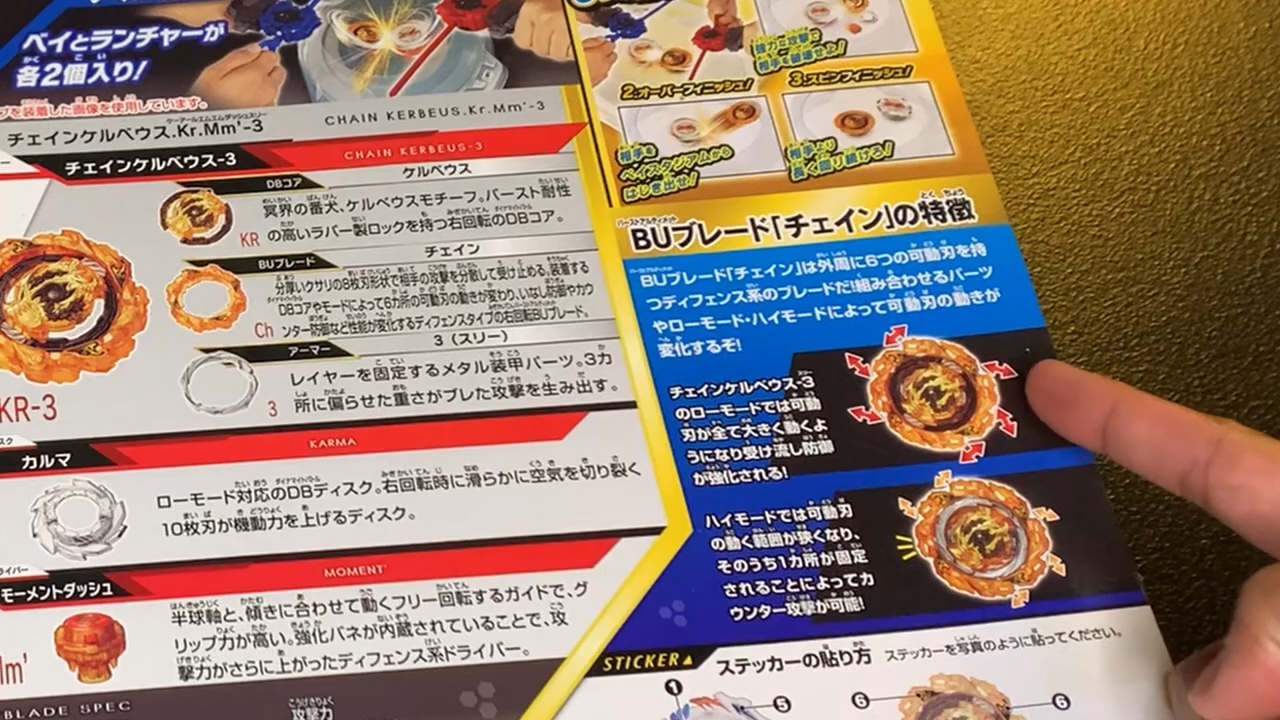 ベイとランチャーが
各2個入り!
プを装着した画像を使用しています。
チェインケルベウス.Kr.Mm'-3
CHAIN KERBEUS.Kr.Mm'-3
チェインケルベウス-3
CHAIN KERBEUS-3
DBコア
ケルベウス
冥界の番犬、ケルベウスモチーフ。バースト耐性
の高いラバー製ロックを持つ右回転のDBコア。
KR
BUブレード
チェイン
分厚いクサリの8枚刃形状で相手の攻撃を分散して受け止める。装着する
DBコアやモードによって6カ所の可動刃の動きが変わり、いなし防御やカウ
ンター防御など性能が変化するディフェンスタイプの右回転BUブレード。
Ch
アーマー
3(スリー)
レイヤーを固定するメタル装甲パーツ。3カ
所に偏らせた重さがブレた攻撃を生み出す。
3
KR-3
カルマ
KARMA
ローモード対応のDBディスク。右回転時に滑らかに空気を切り裂く
10枚刃が機動力を上げるディスク。
モーメントダッシュ
MOMENT'
半球軸と、傾きに合わせて動くフリー回転するガイドで、グ
リップ力が高い。強化バネが内蔵されていることで、攻
撃力がさらに上がったディフェンス系ドライバー。
BLADE SPEC
攻撃力
強力な攻撃で
相手を破壊せよ!
2.オーバーフィニッシュ!
相手を
ベイスタジアムから
はじき出せ!
3.スピンフィニッシュ!
相手より
長く回り続けろ!
BUブレード「チェイン」の特徴
BUブレード「チェイン」は外周に6つの可動刃を持
つディフェンス系のブレードだ!組み合わせるパーツ
やローモード・ハイモードによって可動刃の動きが
変化するぞ!
チェインケルベウス-3
のローモードでは可動
刃が全て大きく動くよ
うになり受け流し防御
が強化される!
ハイモードでは可動刃
の動く範囲が狭くなり、
そのうち1カ所が固定
されることによってカ
ウンター攻撃が可能!
STICKER▲
ステッカーの貼り方
ステッカーを写真のように貼ってください。
1
5
6
6